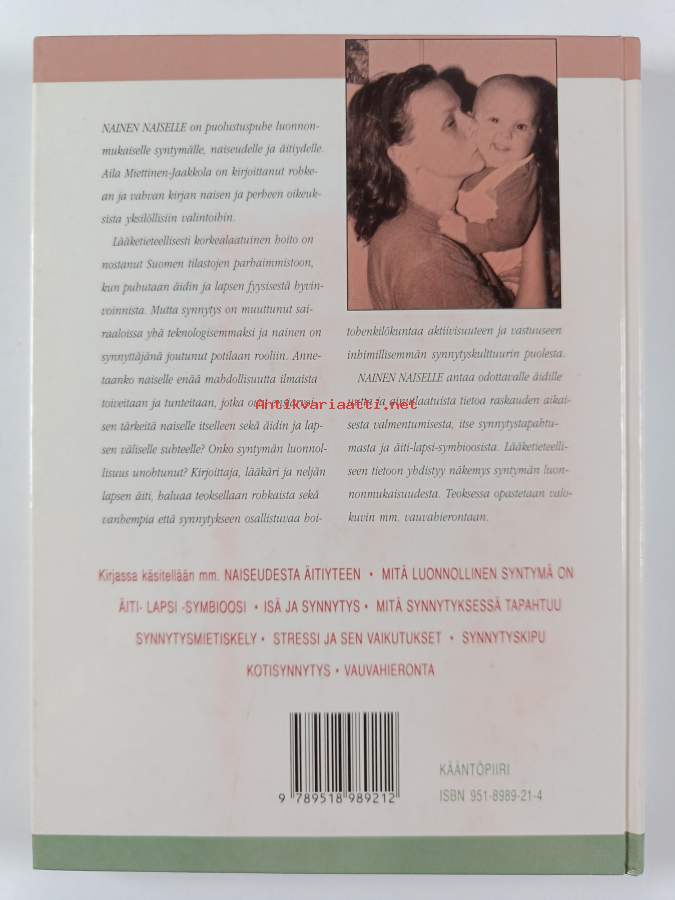 NAINEN NAISELLE on puolustuspuhe luonnon-
mukaiselle syntymälle, naiseudelle ja äitiydelle.
Aila Miettinen-Jaakkola on kirjoittanut rohke-
an ja vahvan kirjan naisen ja perheen oikeuk-
sista yksilöllisiin valintoihin.
Lääketieteellisesti korkealaatuinen hoito on
nostanut Suomen tilastojen parhaimmistoon,
kun puhutaan äidin ja lapsen fyysisestä hyvin-
voinnista. Mutta synnytys on muuttunut sai-
raaloissa yhä teknologisemmaksi ja nainen on
synnyttäjänä joutunut potilaan rooliin. Anne-
taanko naiselle enää mahdollisuutta ilmaista
toiveitaan ja tunteitaan, jotka ovat
sen tärkeitä naiselle itselleen sekä äidin ja lap-
sen väliselle suhteelle? Onko syntymän luonnol-
lisuus unohtunut? Kirjoittaja, lääkäri ja neljän
lapsen äiti, haluaa teoksellaan rohkaista sekä
vanhempia että synnytykseen osallistuvaa hoi-
tohenkilökuntaa aktiivisuuteen ja vastuuseen
inhimillisemmän synnytyskulttuurin puolesta.
NAINEN NAISELLE antaa odottavalle äidille
uutta ja ainutlaatuista tietoa raskauden aikai-
sesta valmentumisesta, itse synnytystapahtu-
masta ja äiti-lapsi-symbioosista. Lääketieteelli-
seen tietoon yhdistyy näkemys syntymän luon-
nonmukaisuudesta. Teoksessa opastetaan valo-
kuvin mm. vauvahierontaan.
Antikvariaatti.net
Kirjassa käsitellään mm. NAISEUDESTA ÄITIYTEEN • MITÄ LUONNOLLINEN SYNTYMÄ ON
ÄITI- LAPSI -SYMBIOOSI • ISÄ JA SYNNYTYS • MITÄ SYNNYTYKSESSÄ TAPAHTUU
SYNNYTYSMIETISKELY • STRESSI JA SEN VAIKUTUKSET • SYNNYTYSKIPU
KOTISYNNYTYS • VAUVAHIERONTA
9 789518 989212
KÄÄNTÖPIIRI
ISBN 951-8989-21-4